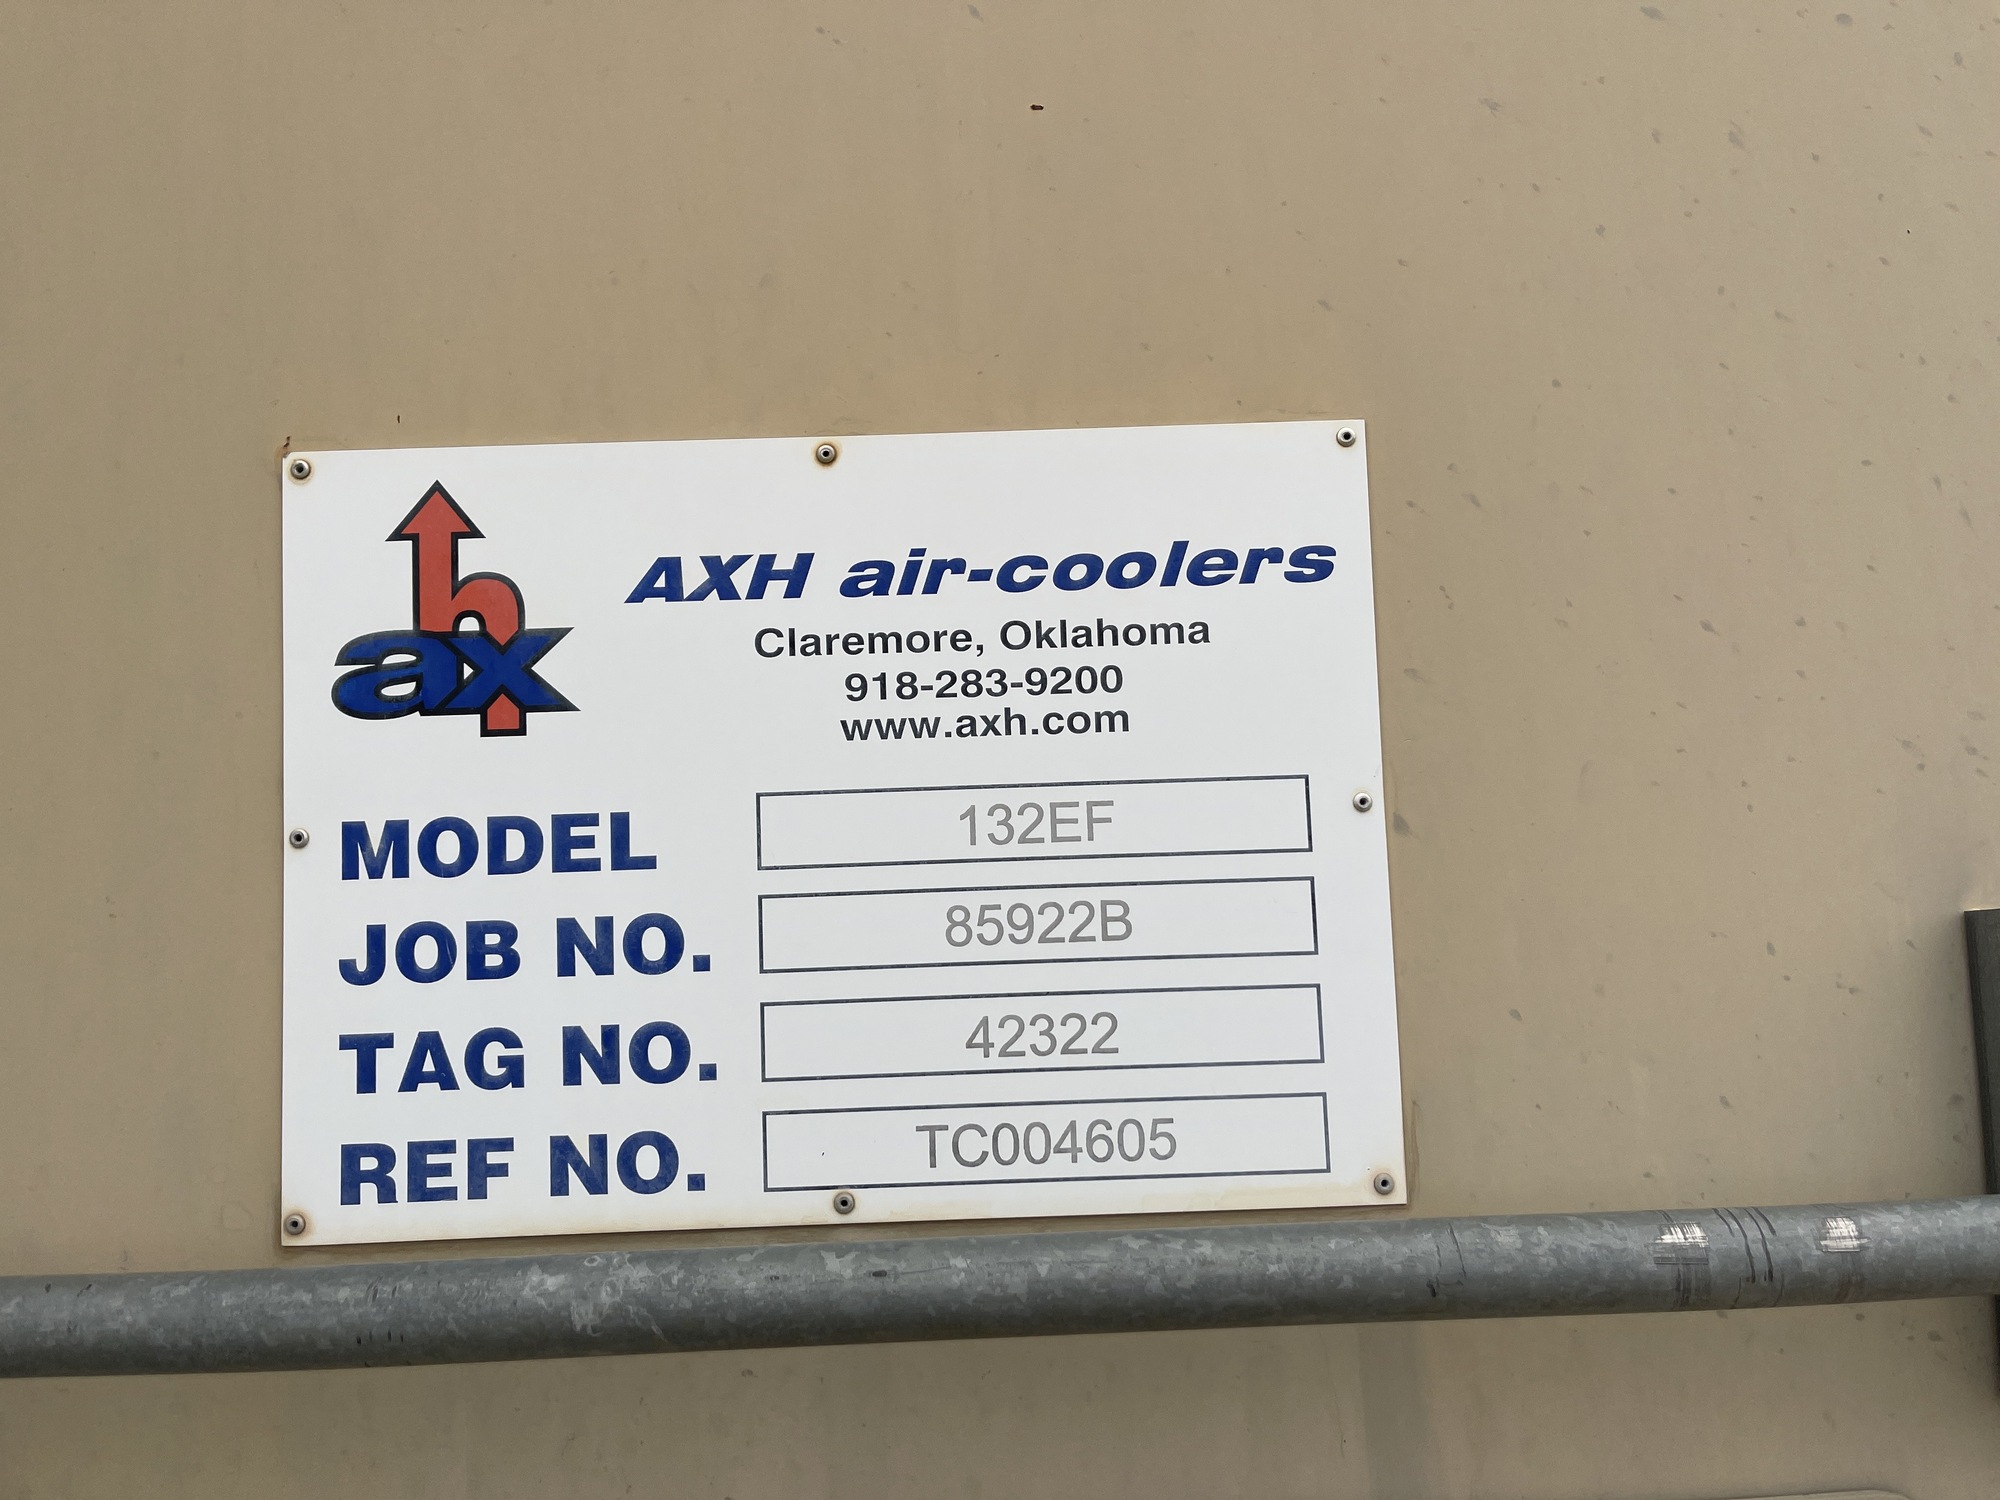 h
ax
AXH air-coolers
Claremore, Oklahoma
918-283-9200
www.axh.com
MODEL 132EF
JOB NO. 85922B
TAG NO. 42322
REF NO. TC004605